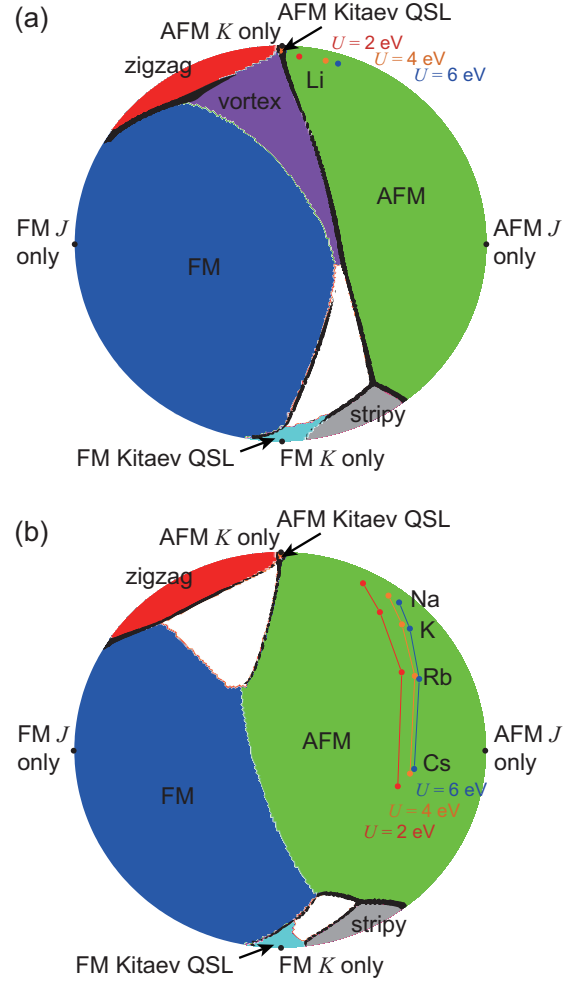 (a)
AFM K only
AFM Kitaev QSL
U = 2 eV
U = 4 eV
U = 6 eV
zigzag
Li
vortex
AFM
FM J
only
AFM J
only
FM
stripy
FM Kitaev QSL
FM K only
(b)
AFM Kitaev QSL
AFM K only
zigzag
Na
K
Rb
FM J
only
AFM
AFM J
only
Cs
FM
U = 6 eV
U = 4 eV
U = 2 eV
stripy
FM Kitaev QSL
FM K only